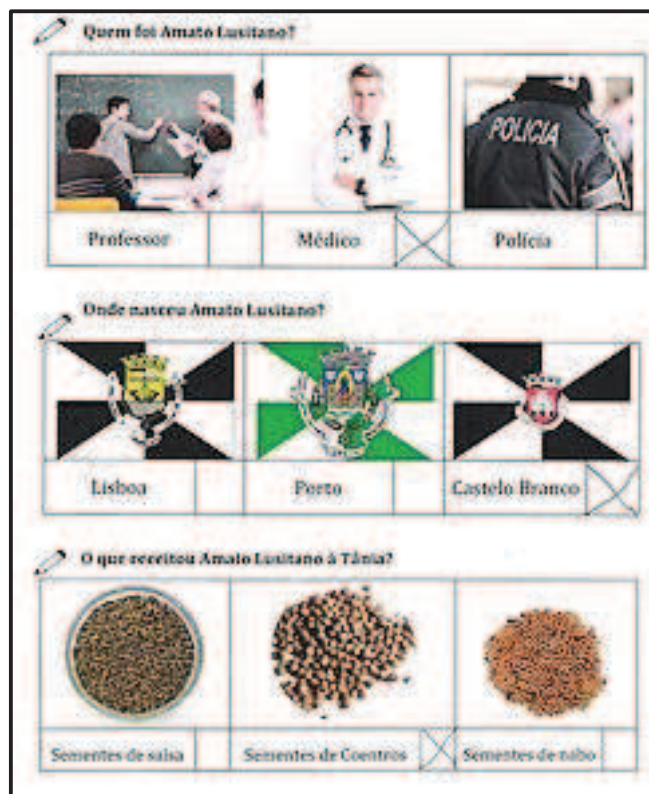 Quem foi Amato Lusitano?
POLICIA
Professor
Médico
Polícia
Onde nasceu Amato Lusitano?
Lisboa
Porto
Castelo Branco
O que receitou Amato Lusitano à Tânia?
Sementes de salsa
Sementes de Coentros
Sementes de nabo